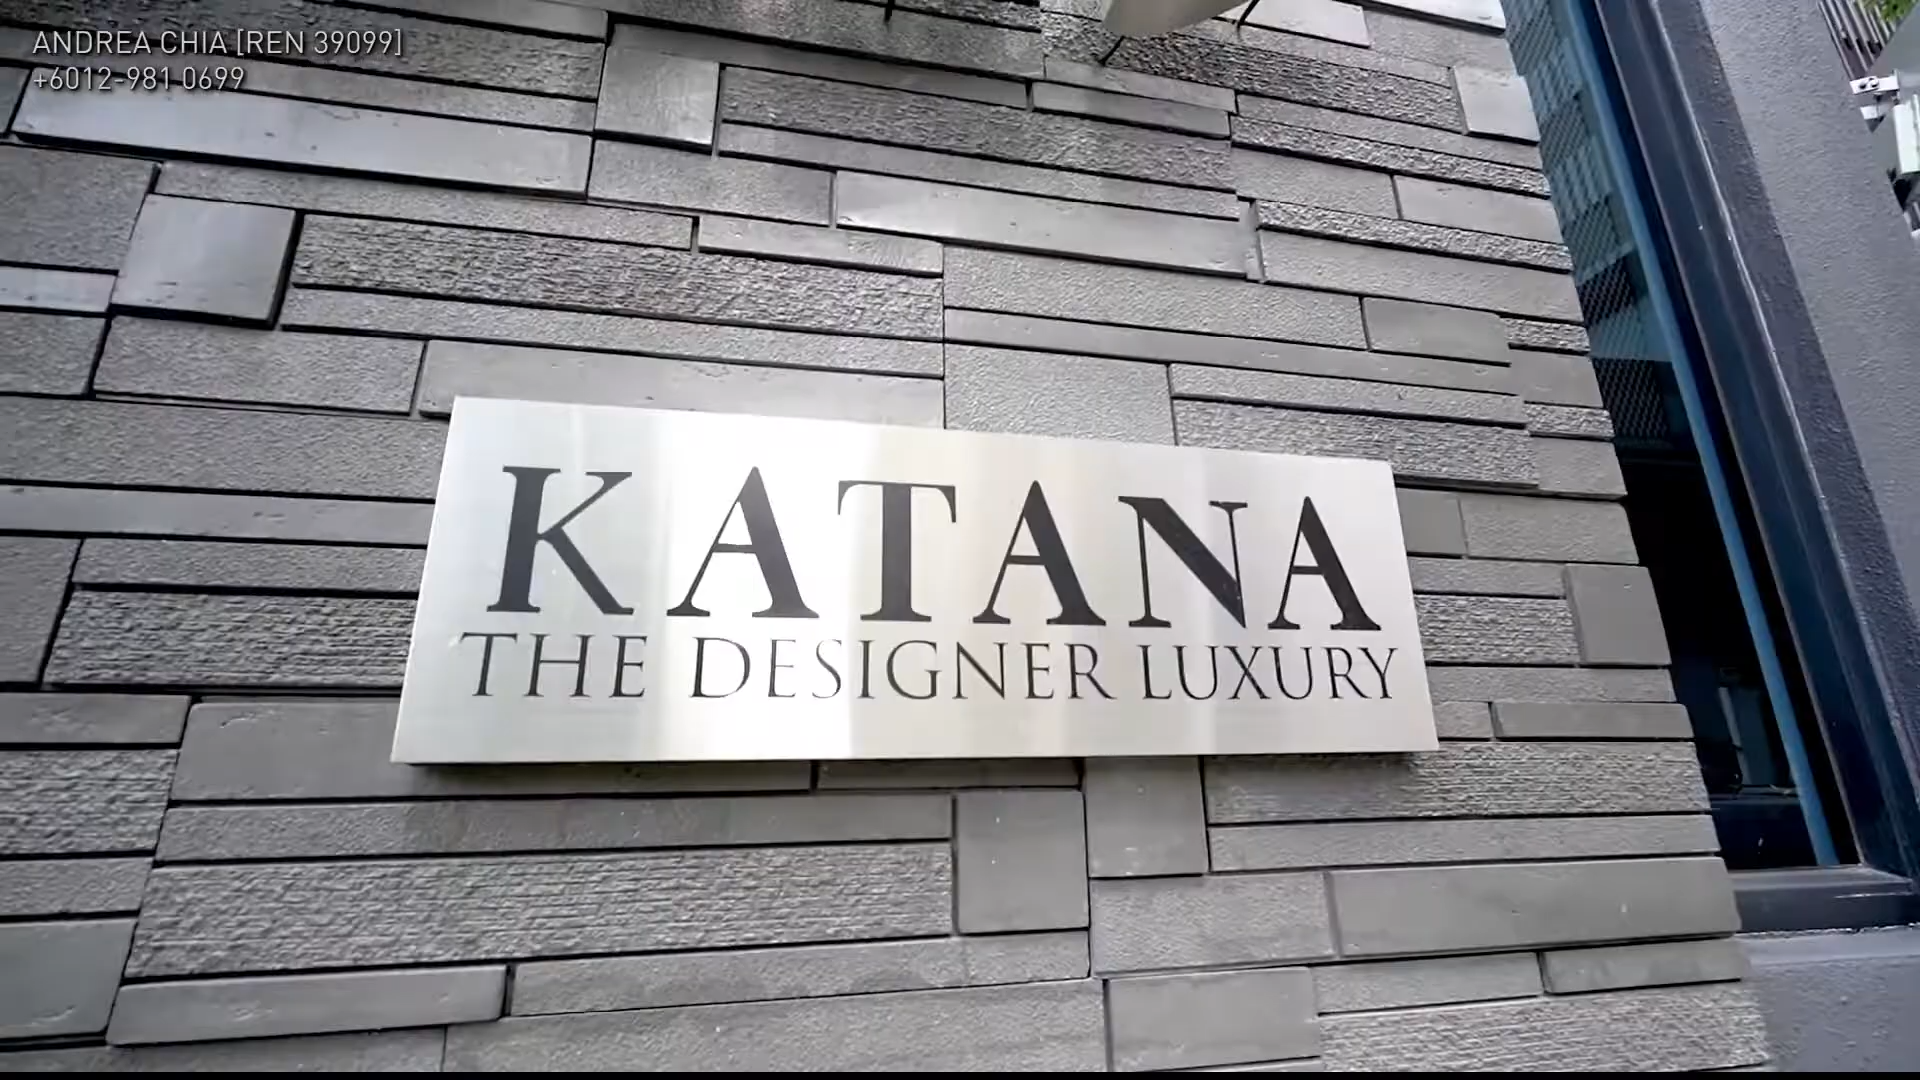 ANDREA CHIA [REN 39099]
+6012-981 0699
KATANA
THE DESIGNER LUXURY